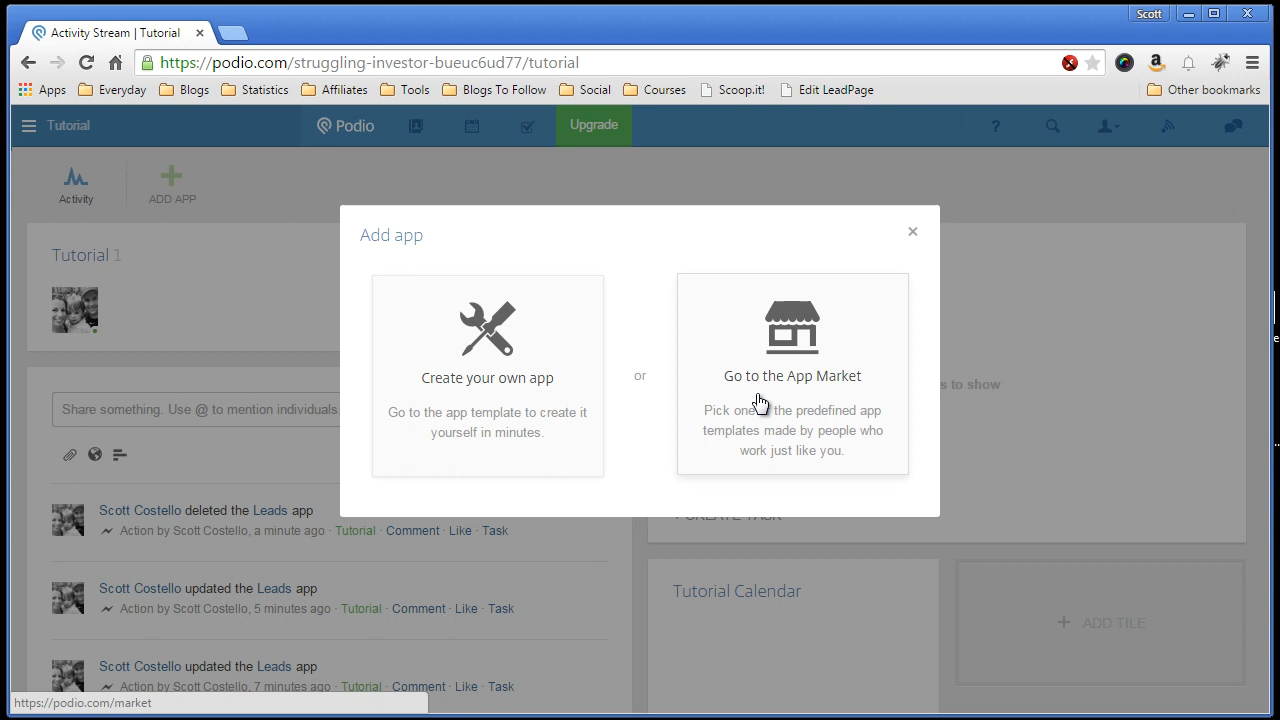 Scott
Activity Stream | Tutorial
https://podio.com/struggling-investor-bueuc6ud77/tutorial
Apps Everyday Blogs Statistics Affiliates Tools Blogs To Follow Social Courses Scoop.it! Edit LeadPage Other bookmarks
Tutorial Podio Upgrade ?
Activity ADD APP
Add app
Tutorial 1
Create your own app
Go to the app template to create it
yourself in minutes.
or
Go to the App Market
Pick one the predefined app
templates made by people who
work just like you.
s to show
Share something. Use @ to mention individuals.
CREATE TASK
Scott Costello deleted the Leads app
Action by Scott Costello, a minute ago · Tutorial · Comment · Like · Task
Scott Costello updated the Leads app
Action by Scott Costello, 5 minutes ago · Tutorial · Comment · Like · Task
Scott Costello updated the Leads app
Action by Scott Costello, 7 minutes ago · Tutorial · Comment · Like · Task
Tutorial Calendar
+ ADD TILE
https://podio.com/market